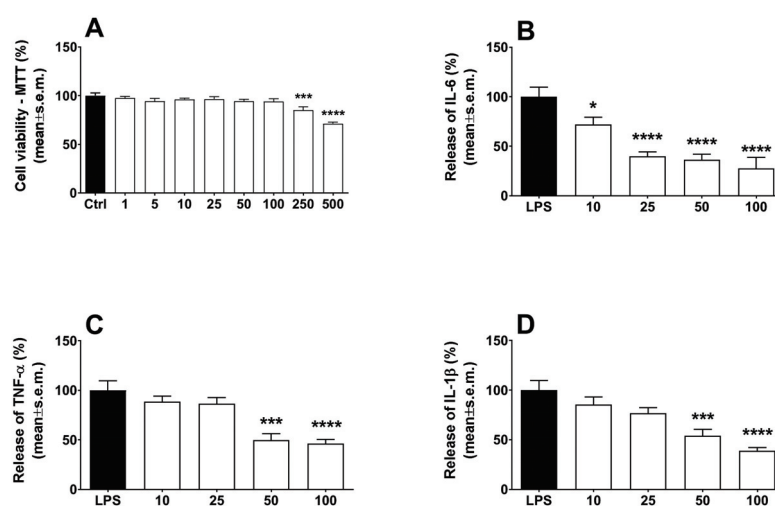 A
Cell viability - MTT (%)
(mean±s.e.m.)
150
100
50
0
***
****
Ctrl 1 5 10 25 50 100 250 500
B
Release of IL-6 (%)
(mean±s.e.m.)
150
100
50
0
*
****
****
****
LPS 10 25 50 100
C
Release of TNF-α (%)
(mean±s.e.m.)
150
100
50
0
***
****
LPS 10 25 50 100
D
Release of IL-1β (%)
(mean±s.e.m.)
150
100
50
0
***
****
LPS 10 25 50 100